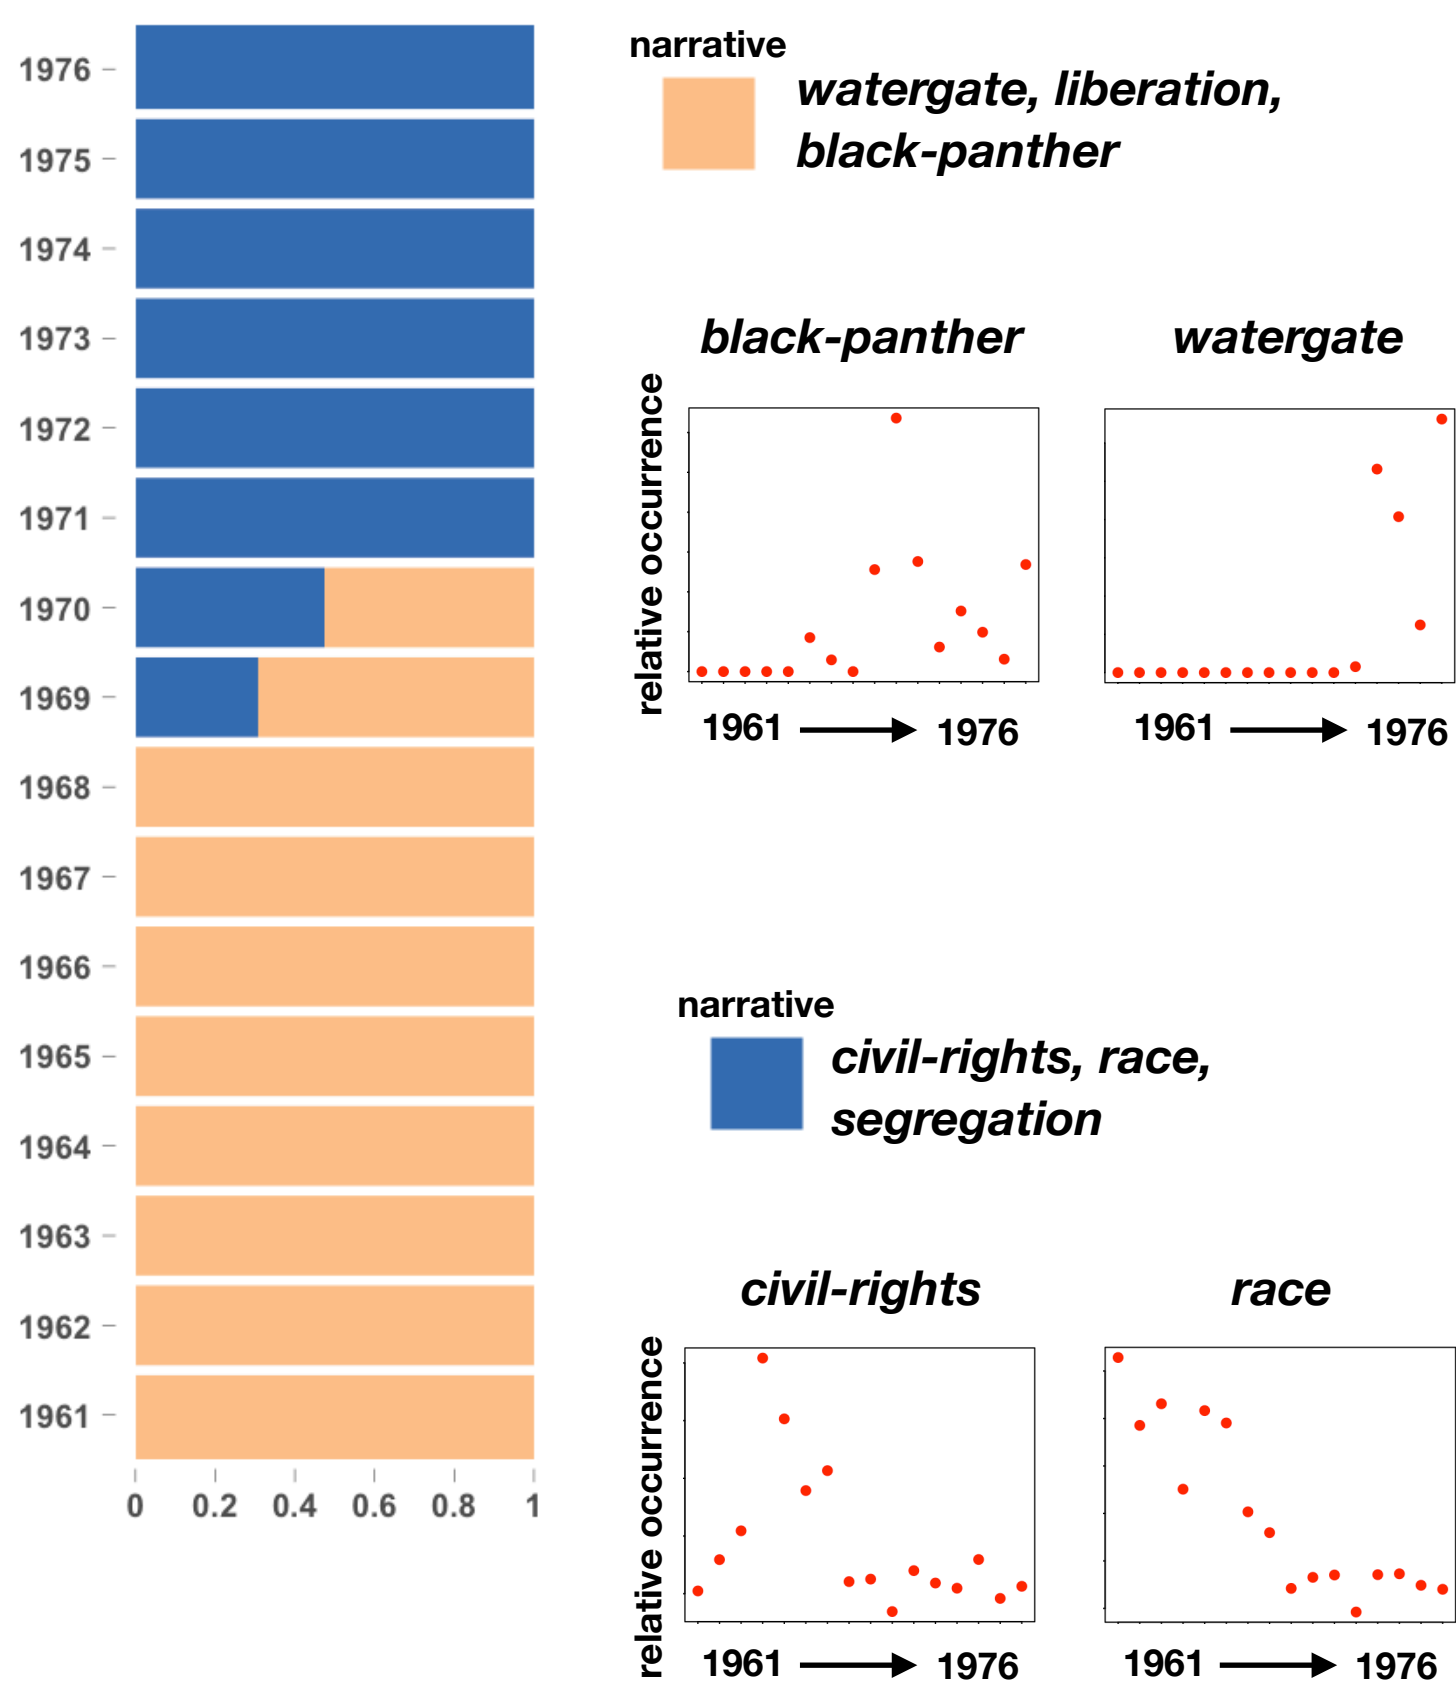 1976
1975
1974
1973
1972
1971
1970
1969
1968
1967
1966
1965
1964
1963
1962
1961
0 0.2 0.4 0.6 0.8 1
narrative
watergate, liberation,
black-panther
black-panther
relative occurrence
1961 1976
watergate
1961 1976
narrative
civil-rights, race,
segregation
civil-rights
relative occurrence
1961 1976
race
1961 1976